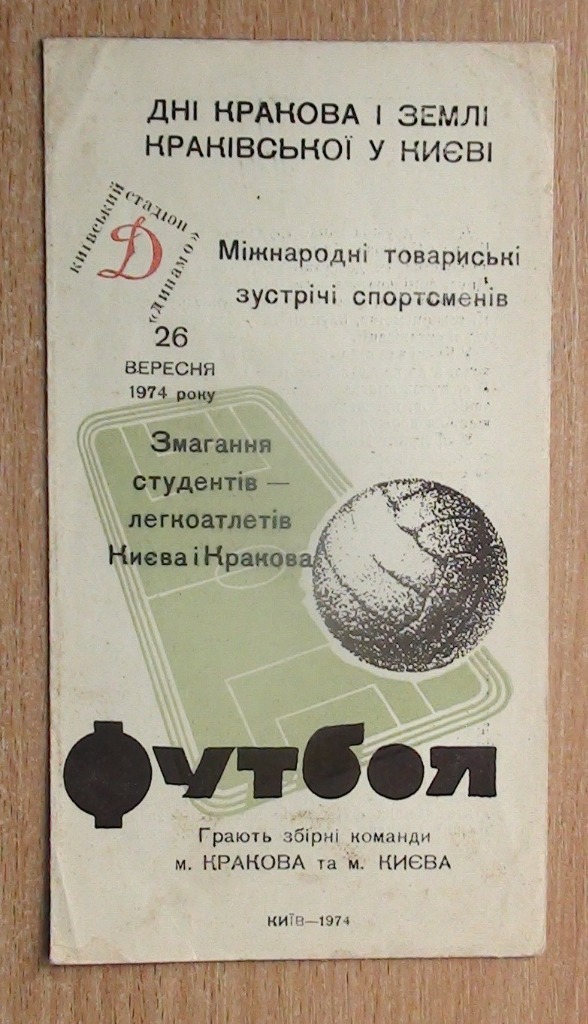 ДНІ КРАКОВА І ЗЕМЛІ
КРАКІВСЬКОЇ У КИЄВІ
київський стадіон
«Динамо»
Д
Міжнародні товариські
зустрічі спортсменів
26
ВЕРЕСНЯ
1974 року
Змагання
студентів —
легкоатлетів
Києва і Кракова
Футбол
Грають збірні команди
м. КРАКОВА та м. КИЄВА
КИЇВ—1974